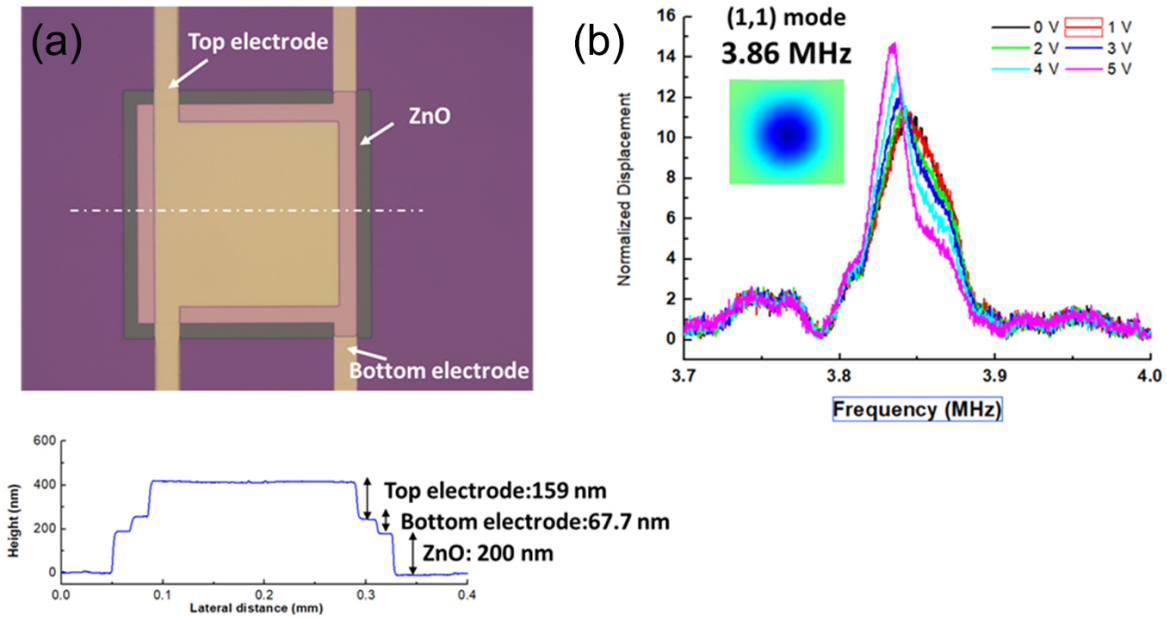 (a)
Top electrode
ZnO
Bottom electrode
600
400
200
0
Height (nm)
0.0 0.1 0.2 0.3 0.4
Lateral distance (mm)
Top electrode:159 nm
Bottom electrode:67.7 nm
ZnO: 200 nm
(b)
(1,1) mode
3.86 MHz
0 V 1 V
2 V 3 V
4 V 5 V
16
14
12
10
8
6
4
2
0
Normalized Displacement
3.7 3.8 3.9 4.0
Frequency (MHz)